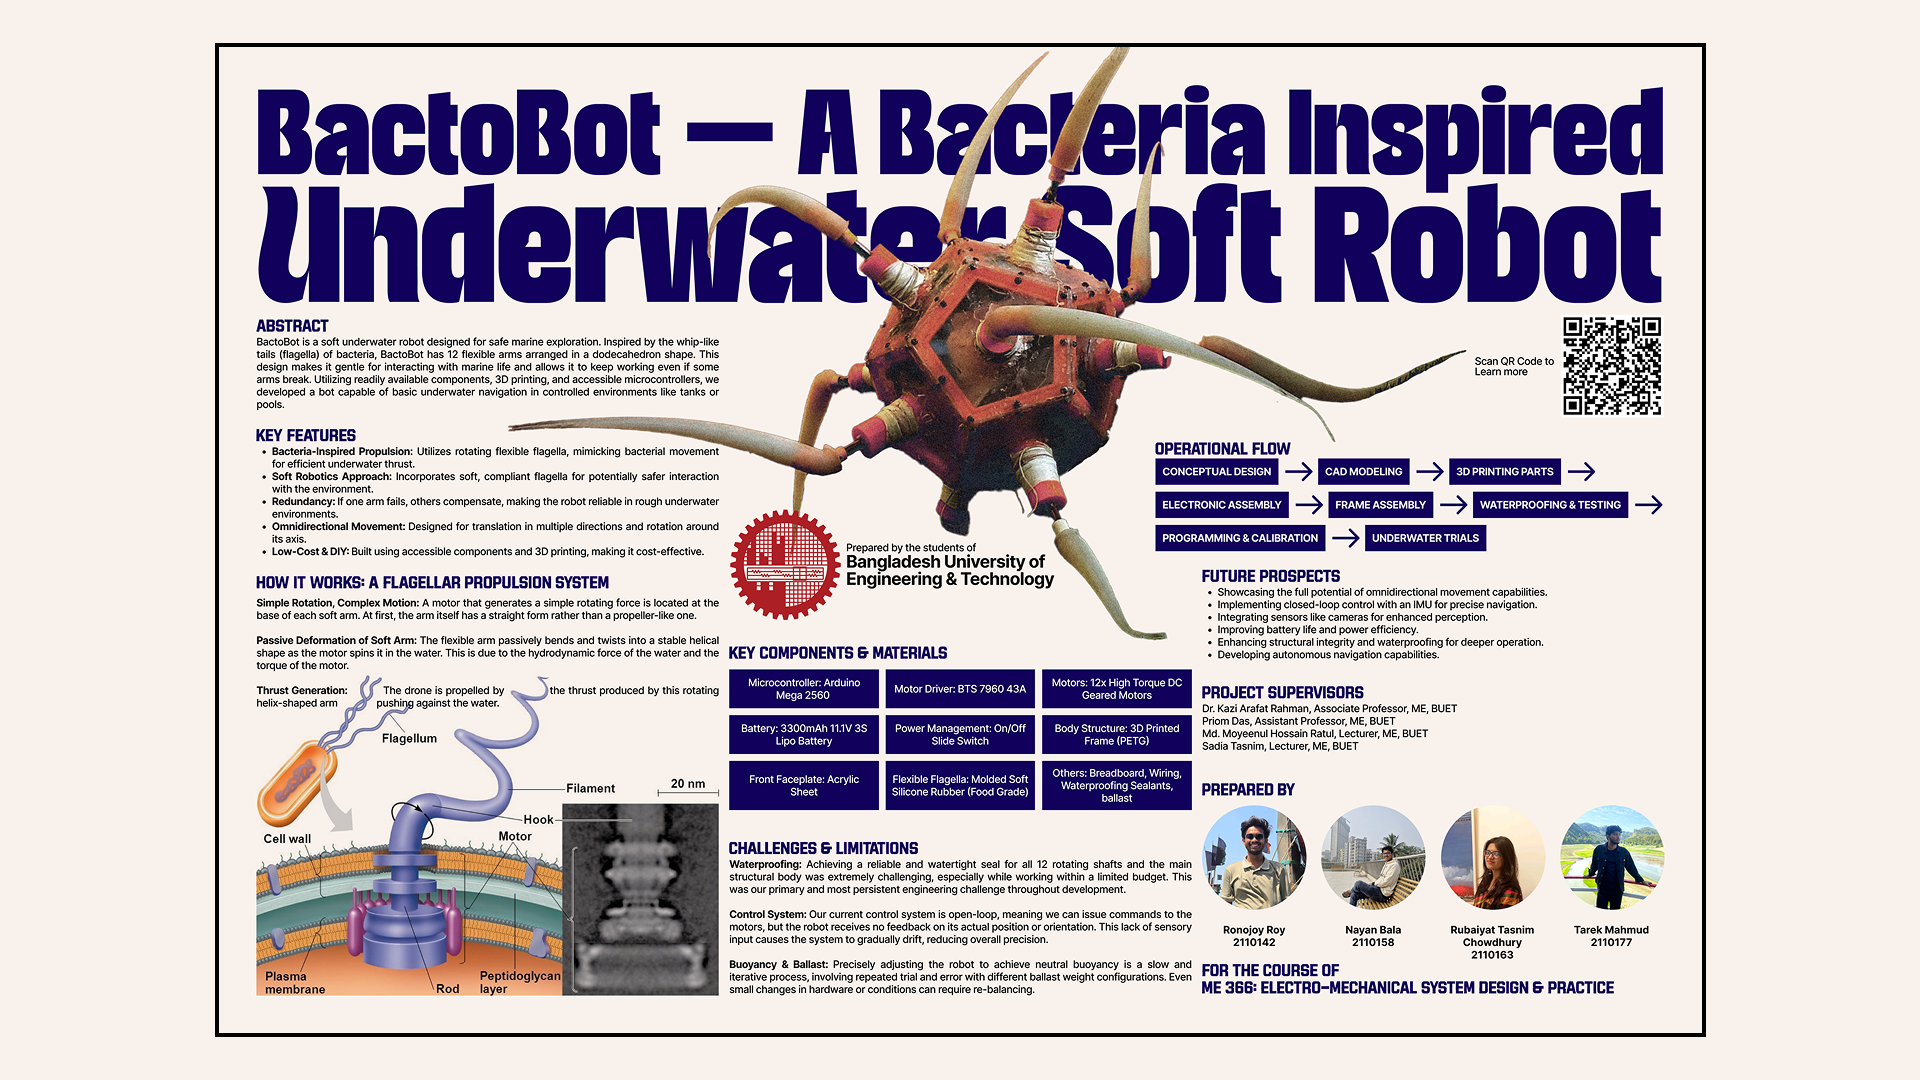 BactoBot — A Bacteria Inspired
Underwater Soft Robot
ABSTRACT
BactoBot is a soft underwater robot designed for safe marine exploration. Inspired by the whip-like
tails (flagella) of bacteria, BactoBot has 12 flexible arms arranged in a dodecahedron shape. This
design makes it gentle for interacting with marine life and allows it to keep working even if some
arms break. Utilizing readily available components, 3D printing, and accessible microcontrollers, we
developed a bot capable of basic underwater navigation in controlled environments like tanks or
pools.
KEY FEATURES
• Bacteria-Inspired Propulsion: Utilizes rotating flexible flagella, mimicking bacterial movement
for efficient underwater thrust.
• Soft Robotics Approach: Incorporates soft, compliant flagella for potentially safer interaction
with the environment.
• Redundancy: If one arm fails, others compensate, making the robot reliable in rough underwater
environments.
• Omnidirectional Movement: Designed for translation in multiple directions and rotation around
its axis.
• Low-Cost & DIY: Built using accessible components and 3D printing, making it cost-effective.
HOW IT WORKS: A FLAGELLAR PROPULSION SYSTEM
Simple Rotation, Complex Motion: A motor that generates a simple rotating force is located at the
base of each soft arm. At first, the arm itself has a straight form rather than a propeller-like one.
Passive Deformation of Soft Arm: The flexible arm passively bends and twists into a stable helical
shape as the motor spins it in the water. This is due to the hydrodynamic force of the water and the
torque of the motor.
Thrust Generation: The drone is propelled by the thrust produced by this rotating
helix-shaped arm pushing against the water.
Flagellum
Filament
20 nm
Hook
Motor
Cell wall
Plasma
membrane
Rod
Peptidoglycan
layer
Prepared by the students of
Bangladesh University of
Engineering & Technology
KEY COMPONENTS & MATERIALS
Microcontroller: Arduino
Mega 2560
Motor Driver: BTS 7960 43A
Motors: 12x High Torque DC
Geared Motors
Battery: 3300mAh 11.1V 3S
Lipo Battery
Power Management: On/Off
Slide Switch
Body Structure: 3D Printed
Frame (PETG)
Front Faceplate: Acrylic
Sheet
Flexible Flagella: Molded Soft
Silicone Rubber (Food Grade)
Others: Breadboard, Wiring,
Waterproofing Sealants,
ballast
CHALLENGES & LIMITATIONS
Waterproofing: Achieving a reliable and watertight seal for all 12 rotating shafts and the main
structural body was extremely challenging, especially while working within a limited budget. This
was our primary and most persistent engineering challenge throughout development.
Control System: Our current control system is open-loop, meaning we can issue commands to the
motors, but the robot receives no feedback on its actual position or orientation. This lack of sensory
input causes the system to gradually drift, reducing overall precision.
Buoyancy & Ballast: Precisely adjusting the robot to achieve neutral buoyancy is a slow and
iterative process, involving repeated trial and error with different ballast weight configurations. Even
small changes in hardware or conditions can require re-balancing.
Scan QR Code to
Learn more
OPERATIONAL FLOW
CONCEPTUAL DESIGN → CAD MODELING → 3D PRINTING PARTS →
ELECTRONIC ASSEMBLY → FRAME ASSEMBLY → WATERPROOFING & TESTING →
PROGRAMMING & CALIBRATION → UNDERWATER TRIALS
FUTURE PROSPECTS
• Showcasing the full potential of omnidirectional movement capabilities.
• Implementing closed-loop control with an IMU for precise navigation.
• Integrating sensors like cameras for enhanced perception.
• Improving battery life and power efficiency.
• Enhancing structural integrity and waterproofing for deeper operation.
• Developing autonomous navigation capabilities.
PROJECT SUPERVISORS
Dr. Kazi Arafat Rahman, Associate Professor, ME, BUET
Priom Das, Assistant Professor, ME, BUET
Md. Moyeenul Hossain Ratul, Lecturer, ME, BUET
Sadia Tasnim, Lecturer, ME, BUET
PREPARED BY
Ronojoy Roy
2110142
Nayan Bala
2110158
Rubaiyat Tasnim
Chowdhury
2110163
Tarek Mahmud
2110177
FOR THE COURSE OF
ME 366: ELECTRO-MECHANICAL SYSTEM DESIGN & PRACTICE